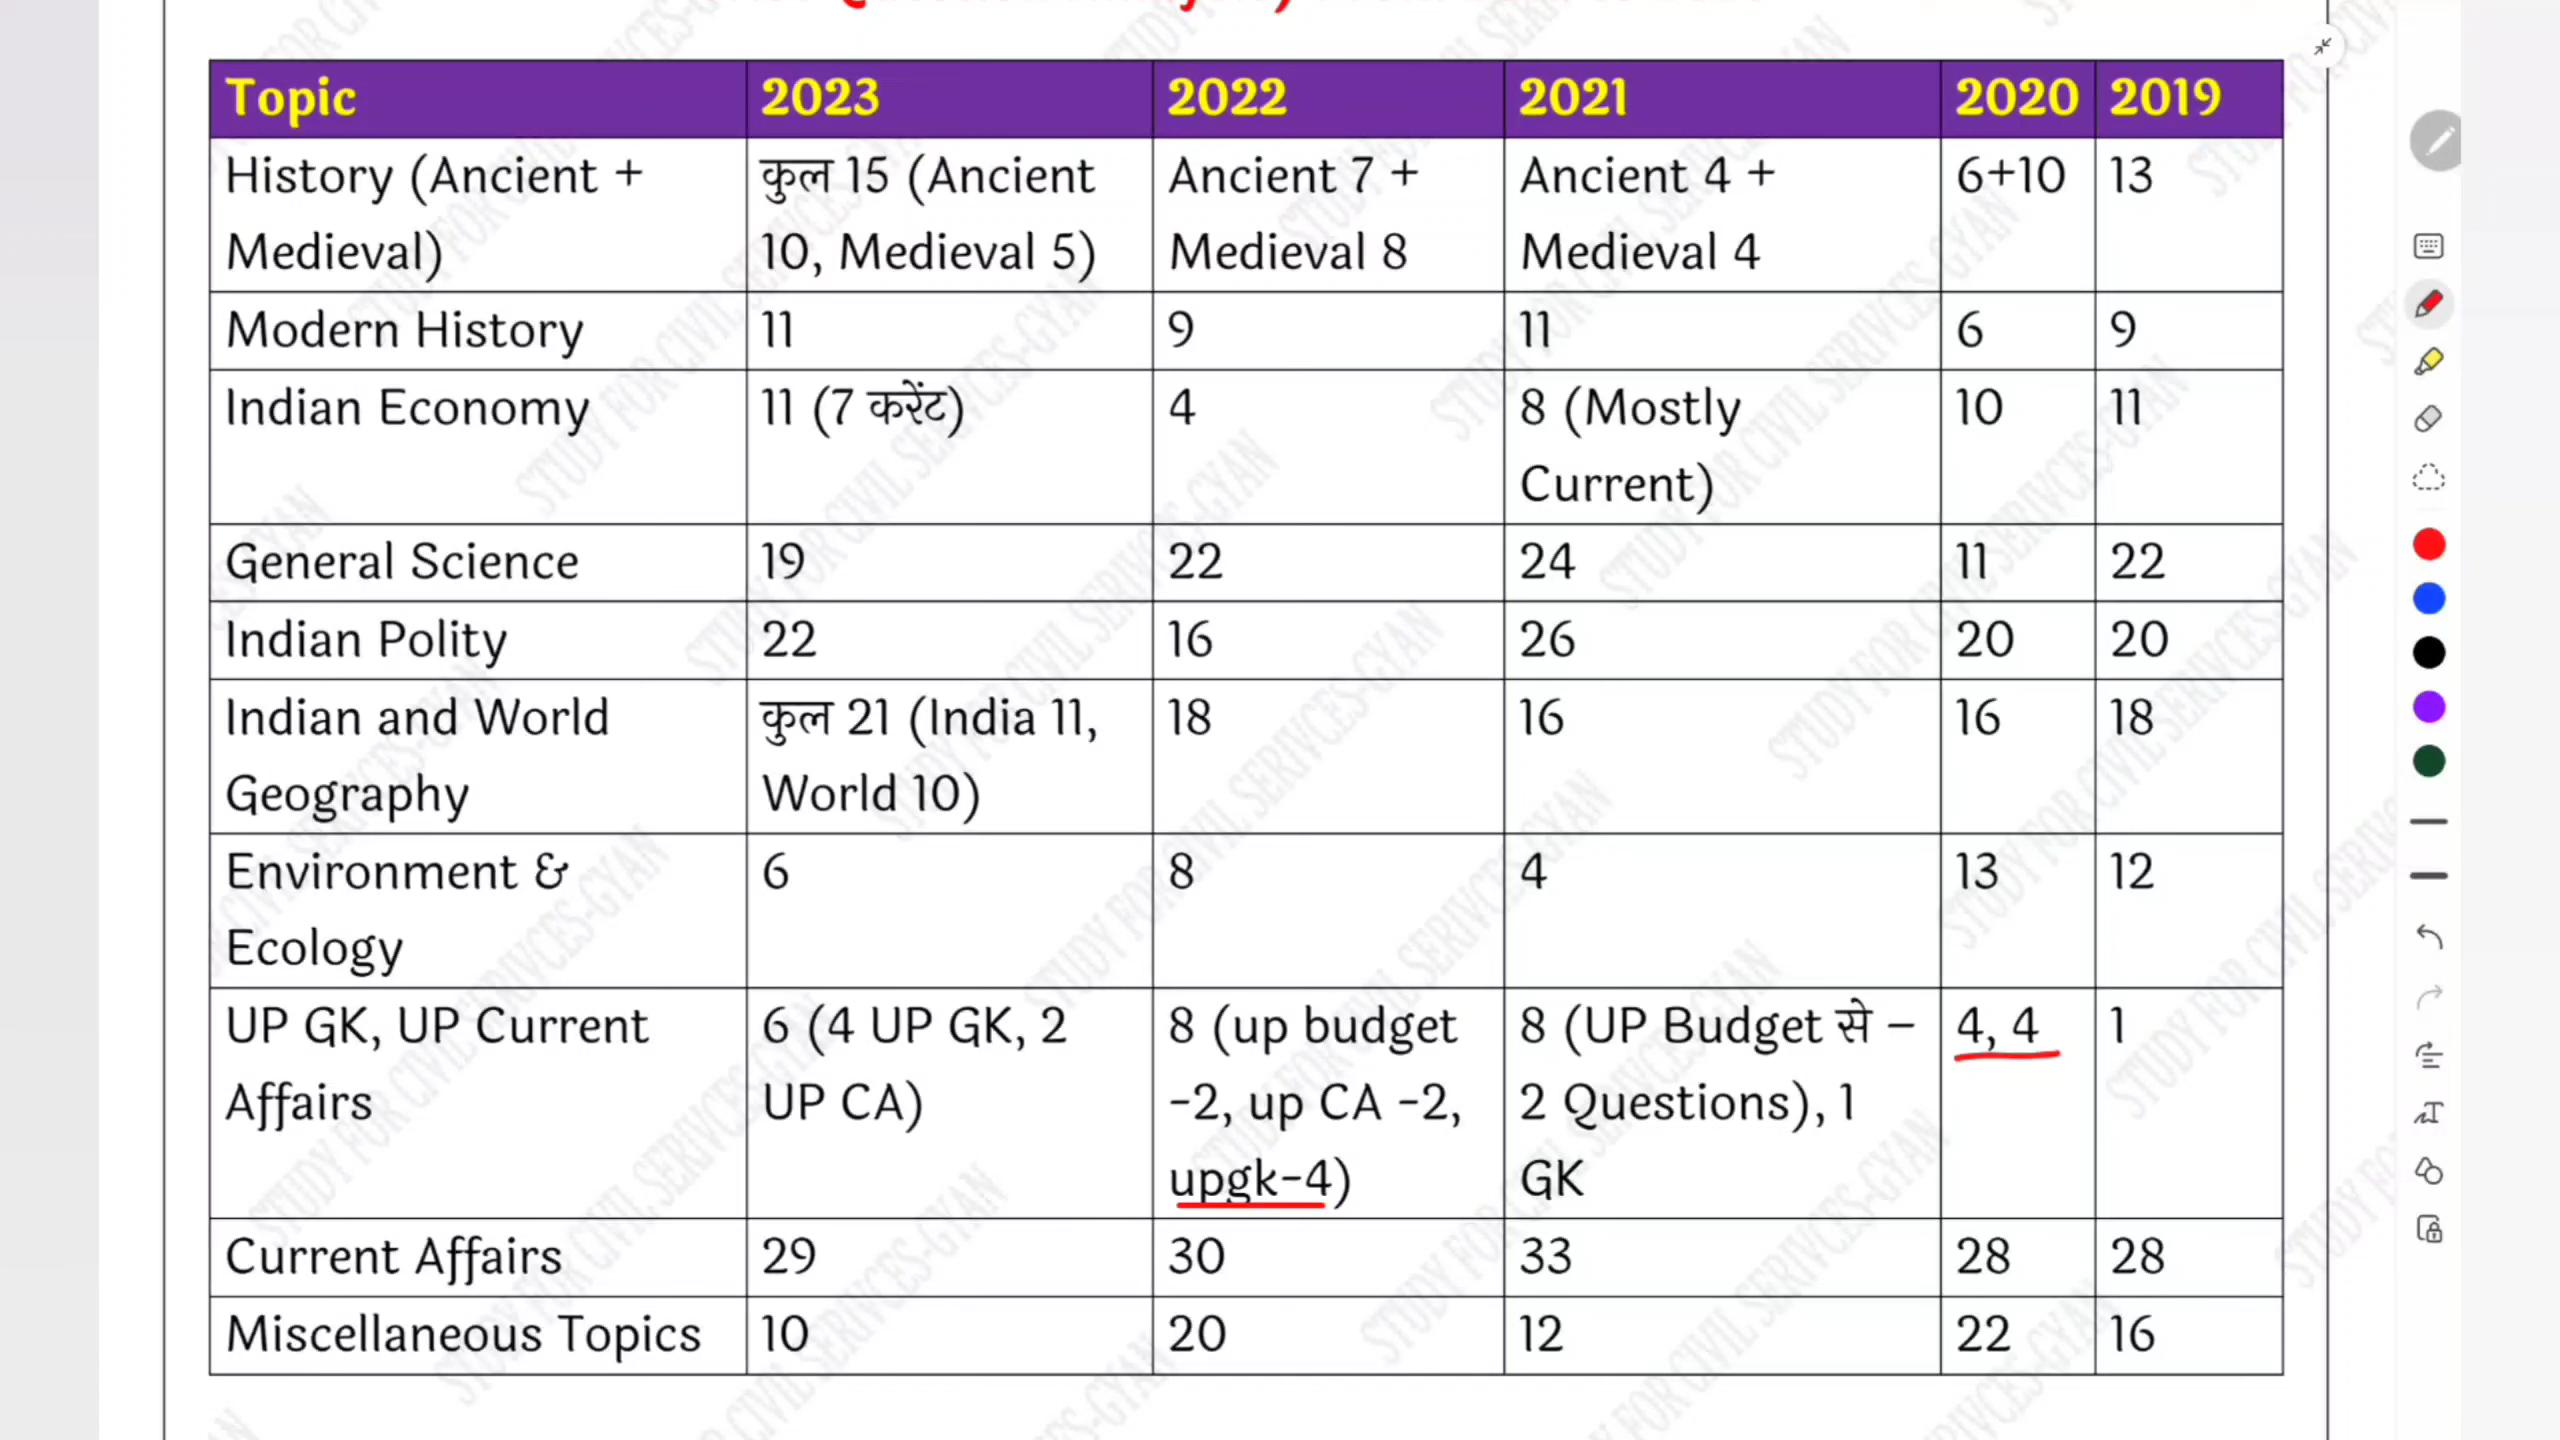 Topic 2023 2022 2021 2020 2019
History (Ancient + Medieval) कुल 15 (Ancient 10, Medieval 5) Ancient 7 + Medieval 8 Ancient 4 + Medieval 4 6+10 13
Modern History 11 9 11 6 9
Indian Economy 11 (7 करेंट) 4 8 (Mostly Current) 10 11
General Science 19 22 24 11 22
Indian Polity 22 16 26 20 20
Indian and World Geography कुल 21 (India 11, World 10) 18 16 16 18
Environment & Ecology 6 8 4 13 12
UP GK, UP Current Affairs 6 (4 UP GK, 2 UP CA) 8 (up budget -2, up CA -2, upgk-4) 8 (UP Budget से – 2 Questions), 1 GK 4, 4 1
Current Affairs 29 30 33 28 28
Miscellaneous Topics 10 20 12 22 16
STUDY FOR CIVIL SERIVCES-GYAN